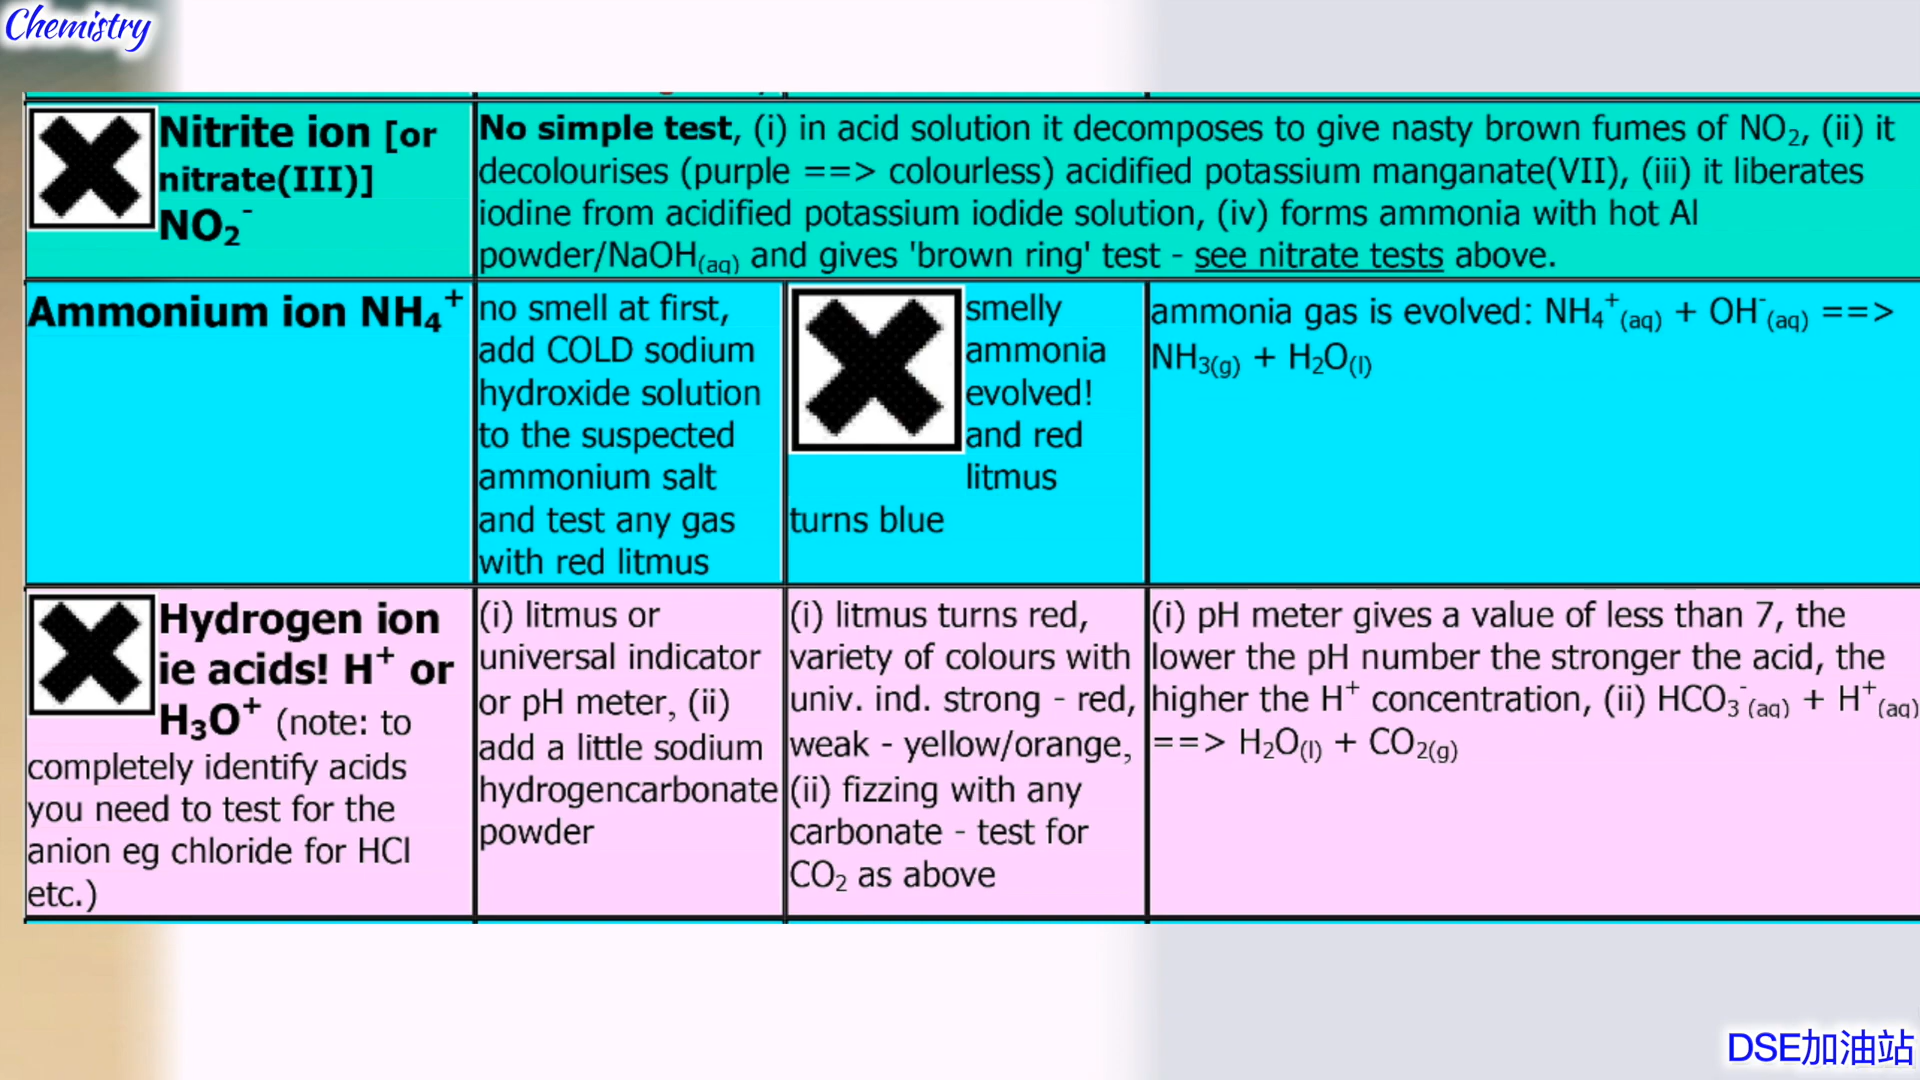 Chemistry
Nitrite ion [or
nitrate(III)]
NO₂⁻
No simple test, (i) in acid solution it decomposes to give nasty brown fumes of NO₂, (ii) it
decolourises (purple ==> colourless) acidified potassium manganate(VII), (iii) it liberates
iodine from acidified potassium iodide solution, (iv) forms ammonia with hot Al
powder/NaOH(aq) and gives 'brown ring' test - see nitrate tests above.
Ammonium ion NH₄⁺
no smell at first,
add COLD sodium
hydroxide solution
to the suspected
ammonium salt
and test any gas
with red litmus
smelly
ammonia
evolved!
and red
litmus
turns blue
ammonia gas is evolved: NH₄⁺(aq) + OH⁻(aq) ==>
NH₃(g) + H₂O(l)
Hydrogen ion
ie acids! H⁺ or
H₃O⁺ (note: to
completely identify acids
you need to test for the
anion eg chloride for HCl
etc.)
(i) litmus or
universal indicator
or pH meter, (ii)
add a little sodium
hydrogencarbonate
powder
(i) litmus turns red,
variety of colours with
univ. ind. strong - red,
weak - yellow/orange,
(ii) fizzing with any
carbonate - test for
CO₂ as above
(i) pH meter gives a value of less than 7, the
lower the pH number the stronger the acid, the
higher the H⁺ concentration, (ii) HCO₃⁻(aq) + H⁺(aq)
==> H₂O(l) + CO₂(g)
DSE加油站